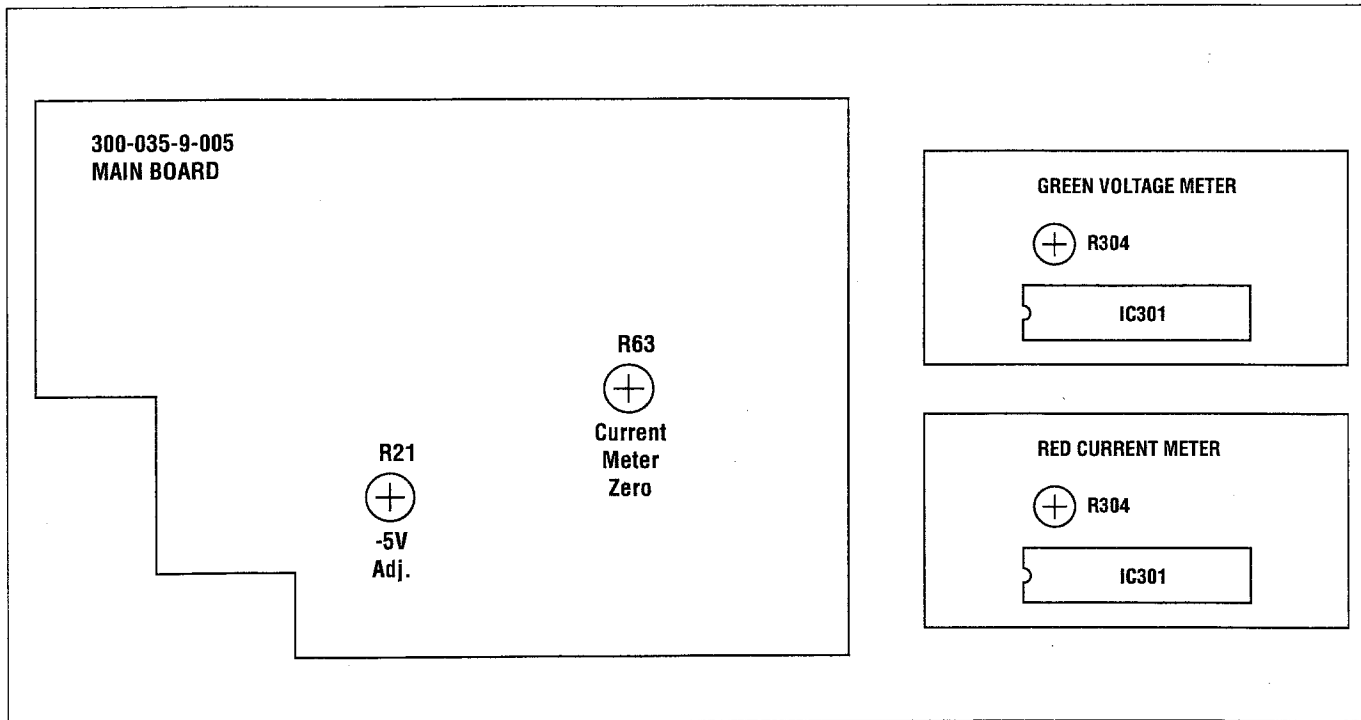 300-035-9-005
MAIN BOARD
R63
Current
Meter
Zero
R21
-5V
Adj.
GREEN VOLTAGE METER
R304
IC301
RED CURRENT METER
R304
IC301